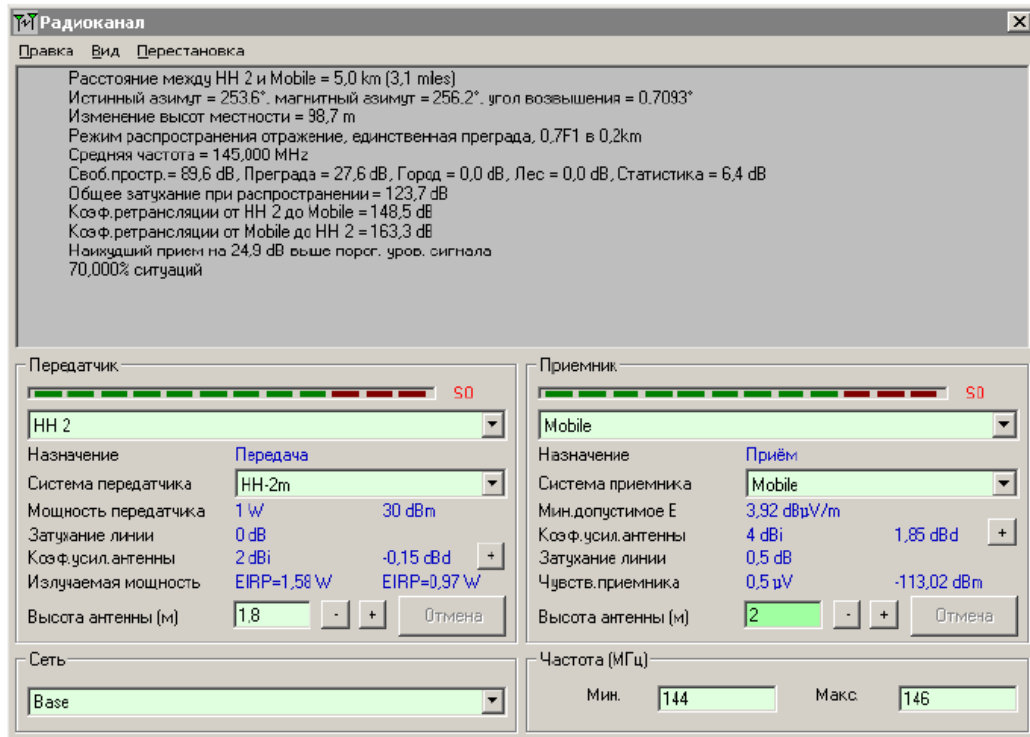 Радиоканал
Правка Вид Перестановка
Расстояние между НН 2 и Mobile = 5,0 km (3,1 miles)
Истинный азимут = 253,6°, магнитный азимут = 256,2°, угол возвышения = 0,7093°
Изменение высот местности = 98,7 m
Режим распространения отражение, единственная преграда, 0,7F1 в 0,2km
Средняя частота = 145,000 MHz
Своб.простр.= 89,6 dB, Преграда = 27,6 dB, Город = 0,0 dB, Лес = 0,0 dB, Статистика = 6,4 dB
Общее затухание при распространении = 123,7 dB
Коэф.ретрансляции от НН 2 до Mobile = 148,5 dB
Коэф.ретрансляции от Mobile до НН 2 = 163,3 dB
Наихудший прием на 24,9 dB выше порог. уров. сигнала
70,000% ситуаций
Передатчик
S0
НН 2
Назначение Передача
Система передатчика НН-2m
Мощность передатчика 1 W 30 dBm
Затухание линии 0 dB
Коэф.усил.антенны 2 dBi -0,15 dBd +
Излучаемая мощность EIRP=1,58 W EIRP=0,97 W
Высота антенны (м) 1,8 - + Отмена
Сеть
Base
Приемник
S0
Mobile
Назначение Приём
Система приемника Mobile
Мин.допустимое Е 3,92 dBµV/m
Коэф.усил.антенны 4 dBi 1,85 dBd +
Затухание линии 0,5 dB
Чувств.приемника 0,5 µV -113,02 dBm
Высота антенны (м) 2 - + Отмена
Частота (МГц)
Мин. 144 Макс. 146